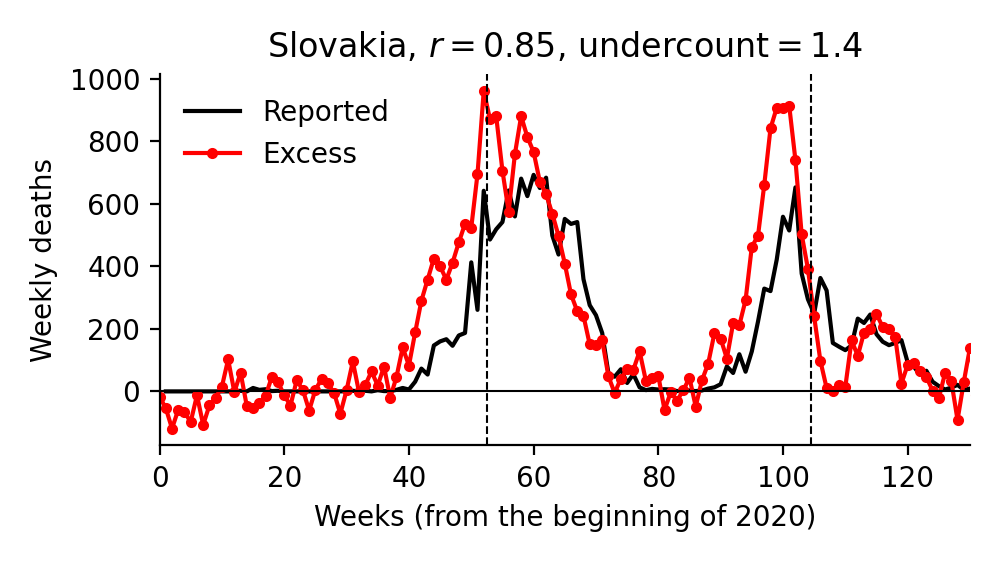 Slovakia, r = 0.85, undercount = 1.4
1000
800
600
400
200
0
Weekly deaths
Reported
Excess
0 20 40 60 80 100 120
Weeks (from the beginning of 2020)